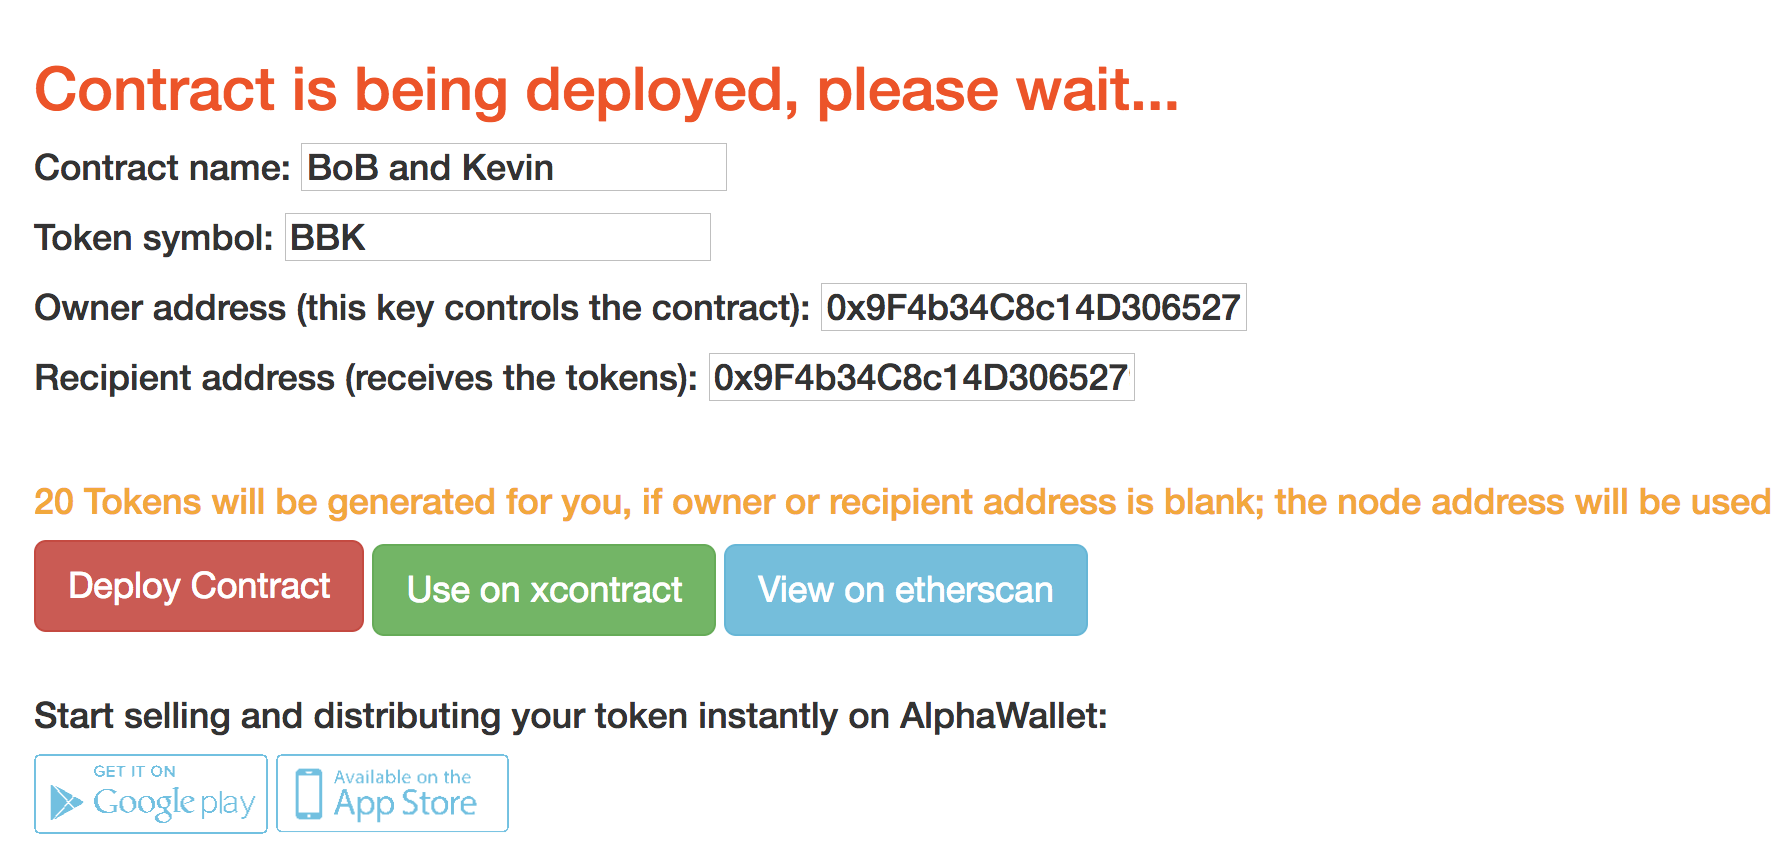 Contract is being deployed, please wait...
Contract name: BoB and Kevin
Token symbol: BBK
Owner address (this key controls the contract): 0x9F4b34C8c14D306527
Recipient address (receives the tokens): 0x9F4b34C8c14D306527
20 Tokens will be generated for you, if owner or recipient address is blank; the node address will be used
Deploy Contract Use on xcontract View on etherscan
Start selling and distributing your token instantly on AlphaWallet:
GET IT ON
Google play
Available on the
App Store